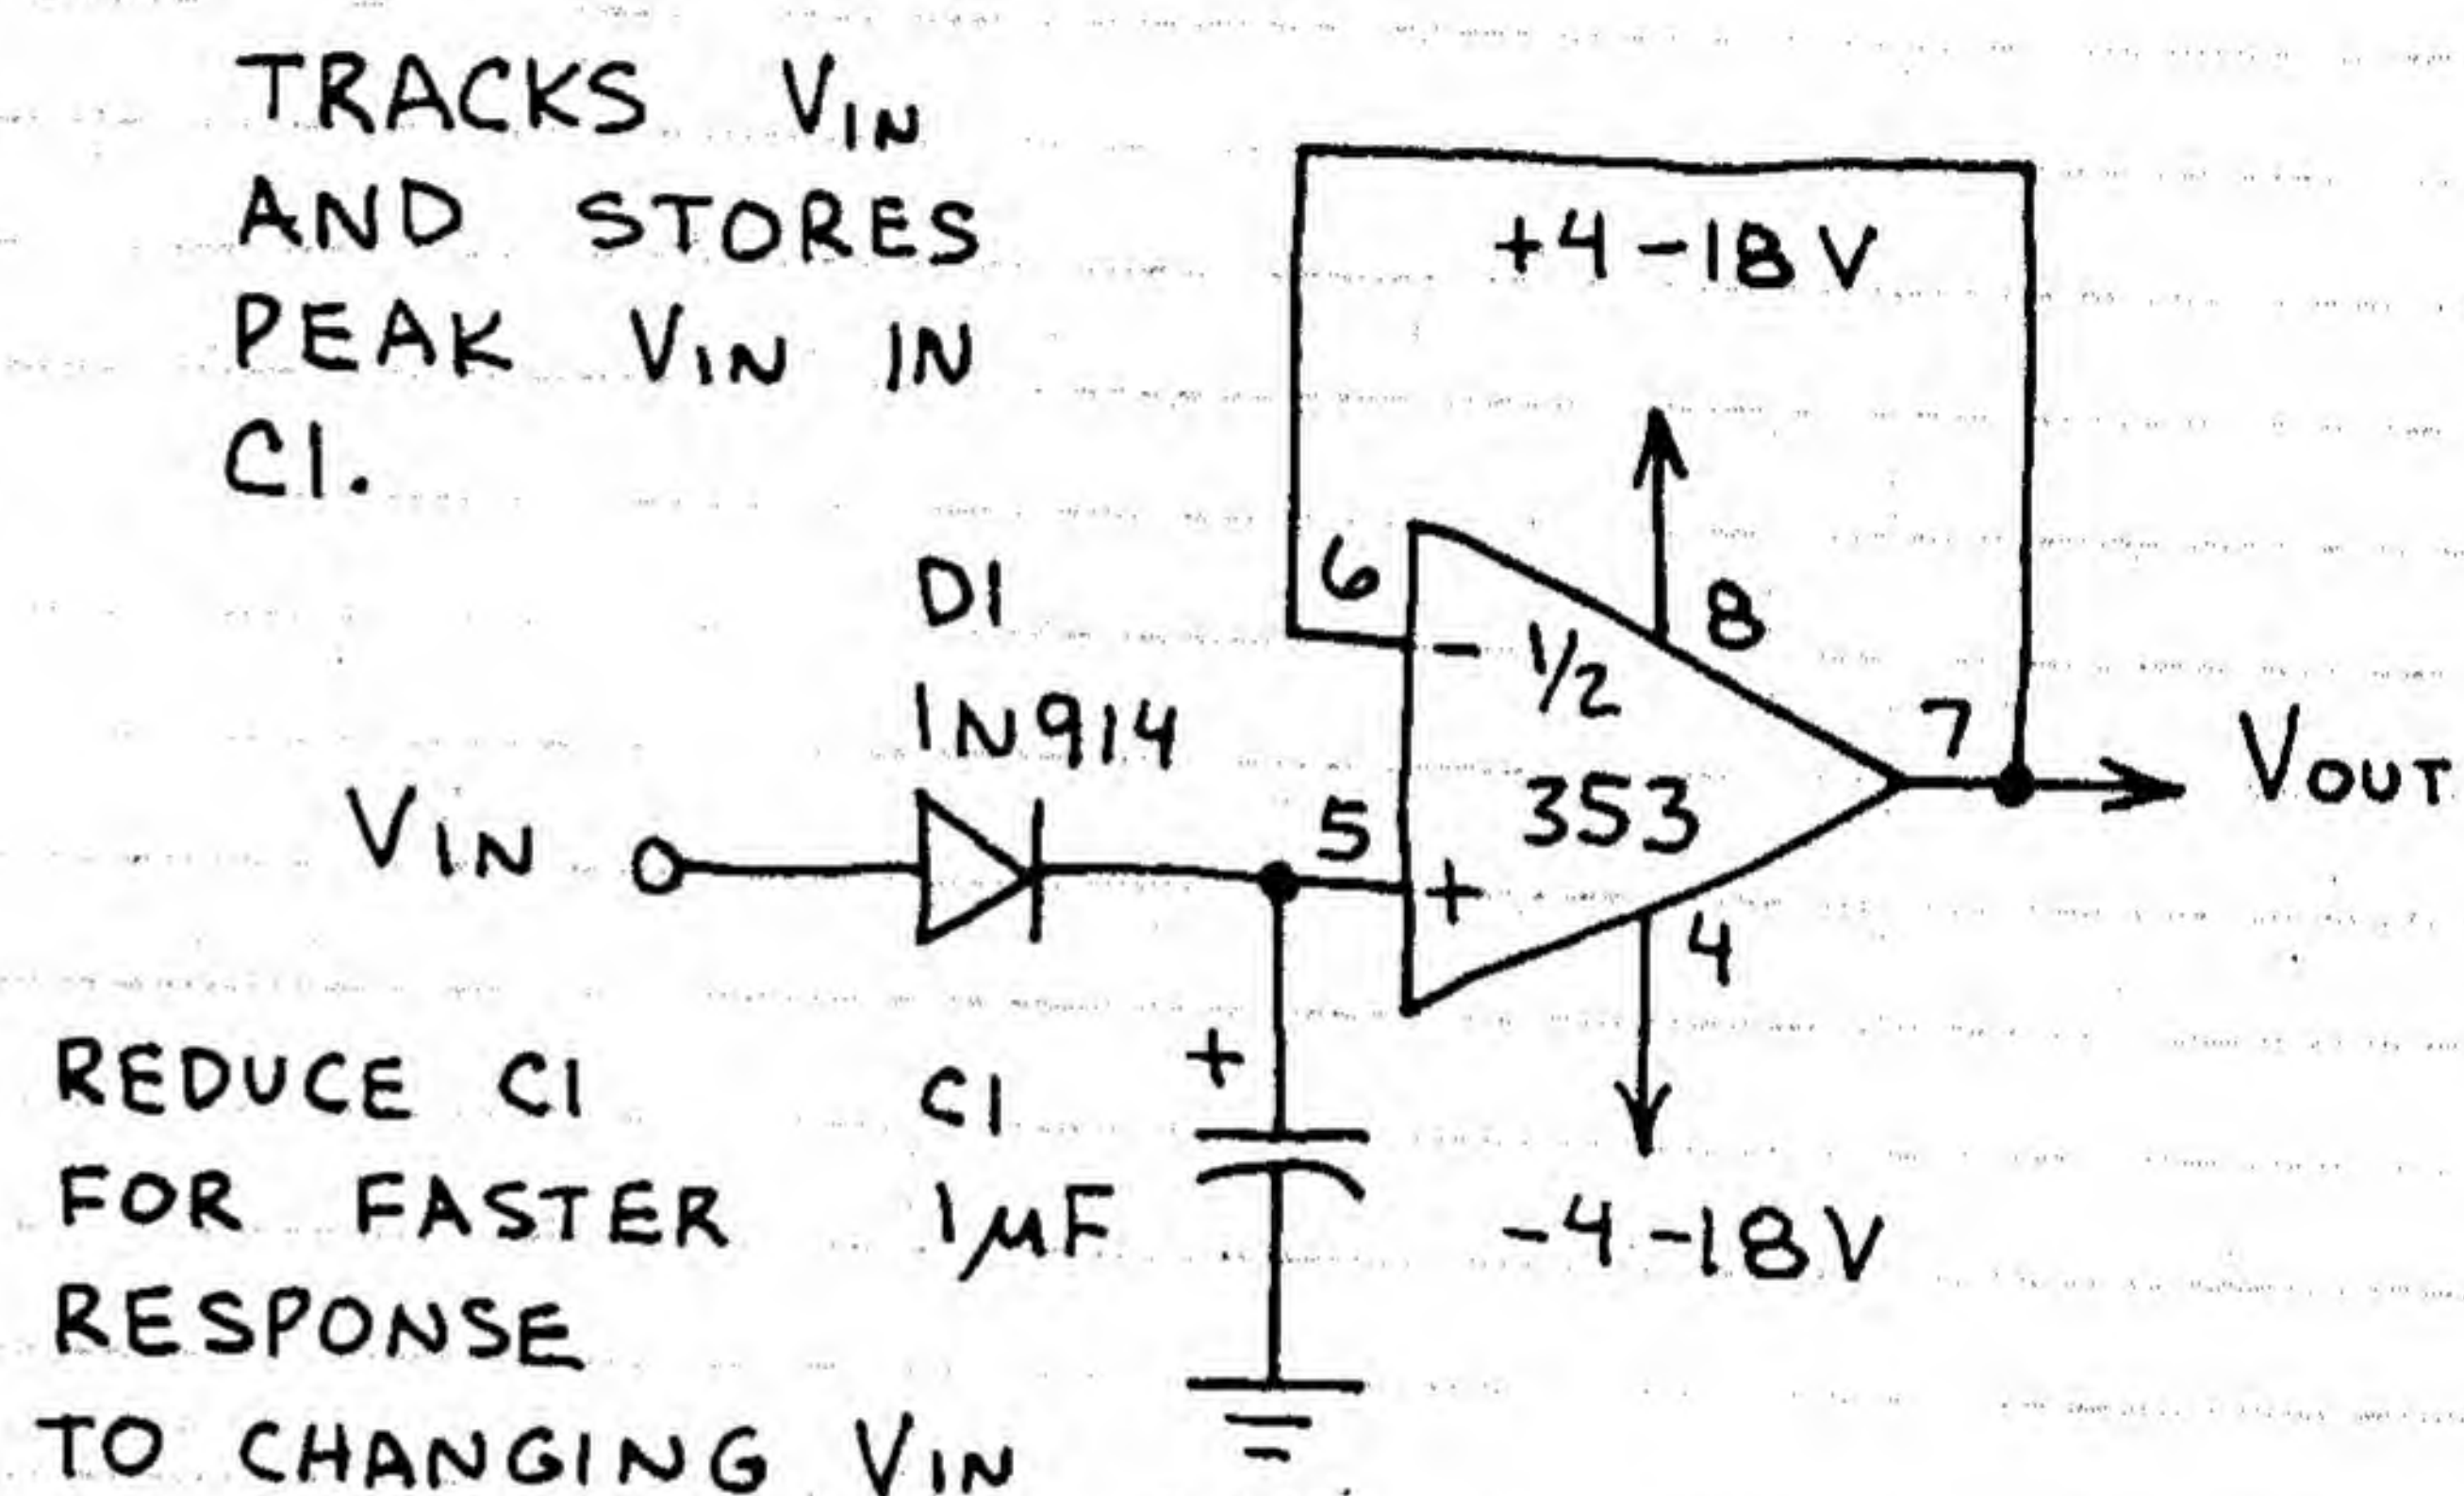 TRACKS VIN
AND STORES
PEAK VIN IN
C1.
+4-18V
D1
1N914
6
8
- 1/2
353
7
VOUT
VIN
5
+
4
+
C1
1µF
-4-18V
REDUCE C1
FOR FASTER
RESPONSE
TO CHANGING VIN